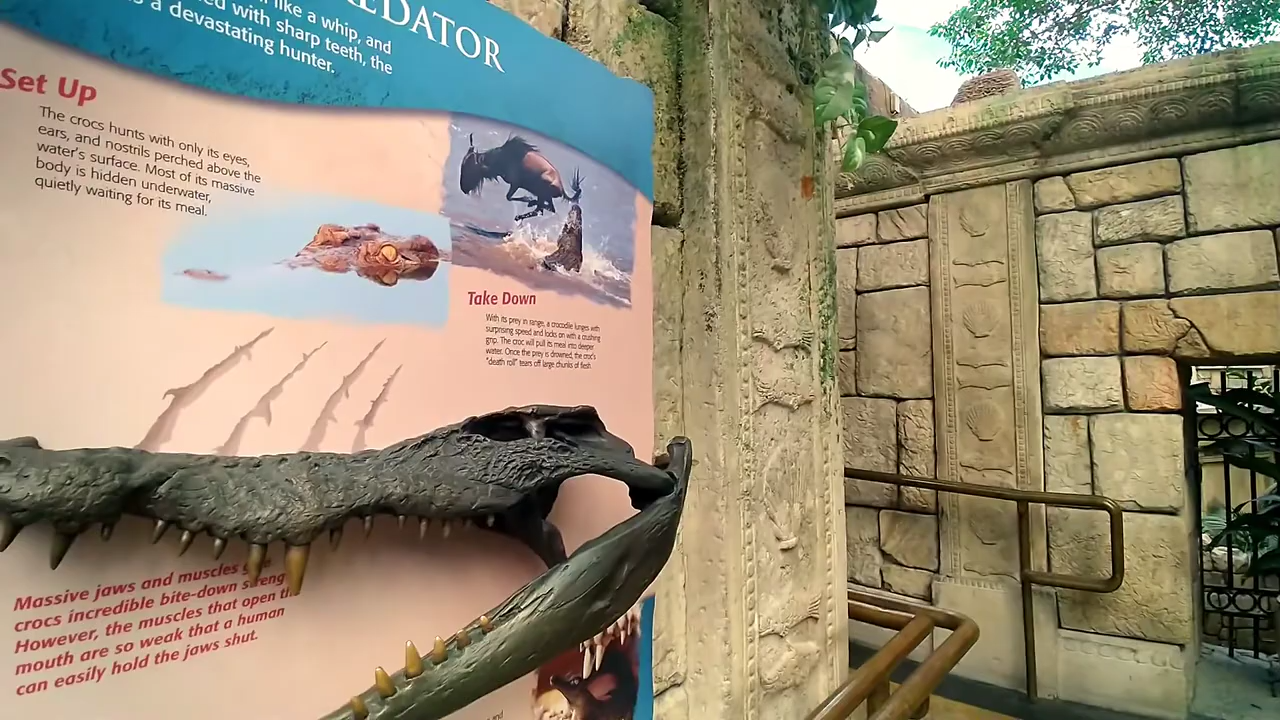 REDATOR
like a whip, and
with sharp teeth, the
a devastating hunter.
Set Up
The crocs hunts with only its eyes,
ears, and nostrils perched above the
water's surface. Most of its massive
body is hidden underwater,
quietly waiting for its meal.
Take Down
With its prey in range, a crocodile lunges with
surprising speed and locks on with a crushing
grip. The croc will pull its meal into deeper
water. Once the prey is drowned, the croc's
"death roll" tears off large chunks of flesh.
Massive jaws and muscles
crocs incredible bite-down
However, the muscles that open
mouth are so weak that a human
can easily hold the jaws shut.
and